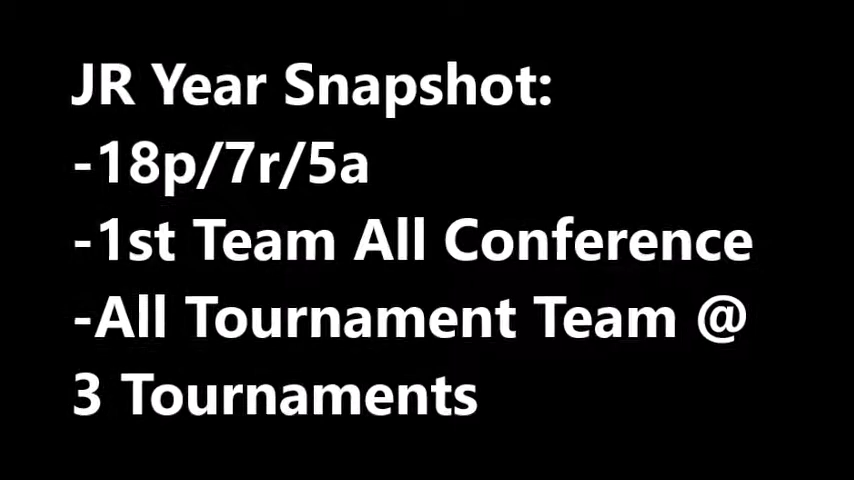 JR Year Snapshot:
-18p/7r/5a
-1st Team All Conference
-All Tournament Team @
3 Tournaments